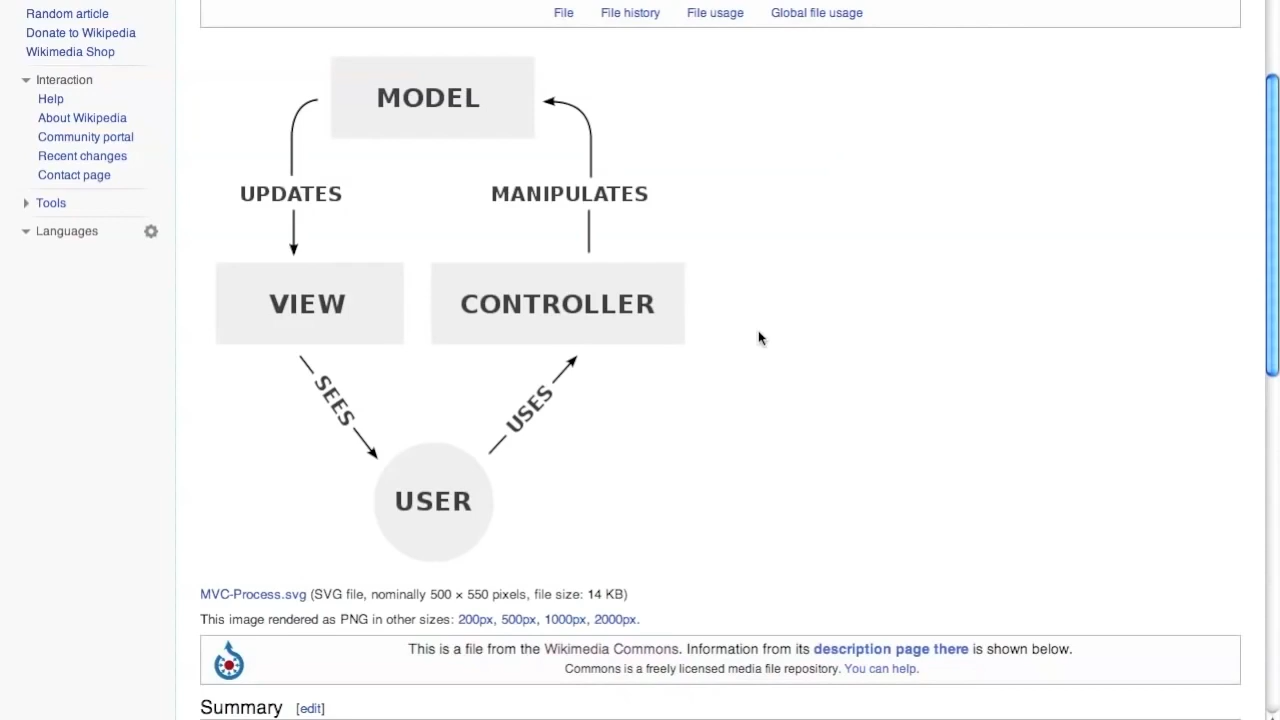 Random article
Donate to Wikipedia
Wikimedia Shop
Interaction
Help
About Wikipedia
Community portal
Recent changes
Contact page
Tools
Languages
File File history File usage Global file usage
MODEL
UPDATES MANIPULATES
VIEW CONTROLLER
SEES USES
USER
MVC-Process.svg (SVG file, nominally 500 × 550 pixels, file size: 14 KB)
This image rendered as PNG in other sizes: 200px, 500px, 1000px, 2000px.
This is a file from the Wikimedia Commons. Information from its description page there is shown below.
Commons is a freely licensed media file repository. You can help.
Summary [edit]